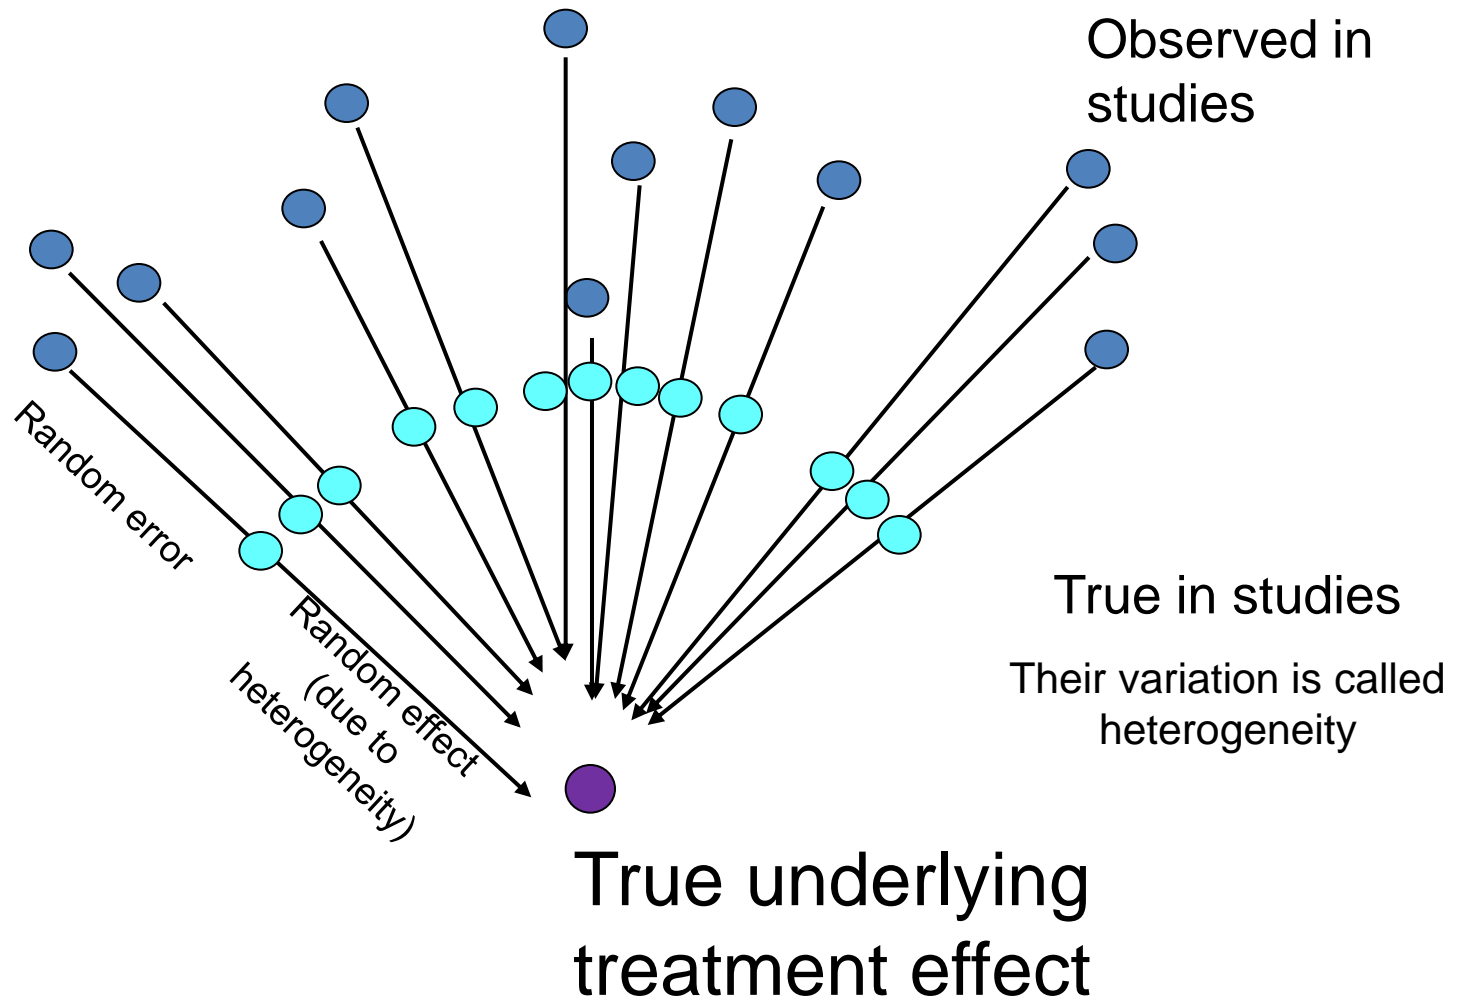 Observed in
studies
Random error
Random effect
(due to
heterogeneity)
True in studies
Their variation is called
heterogeneity
True underlying
treatment effect